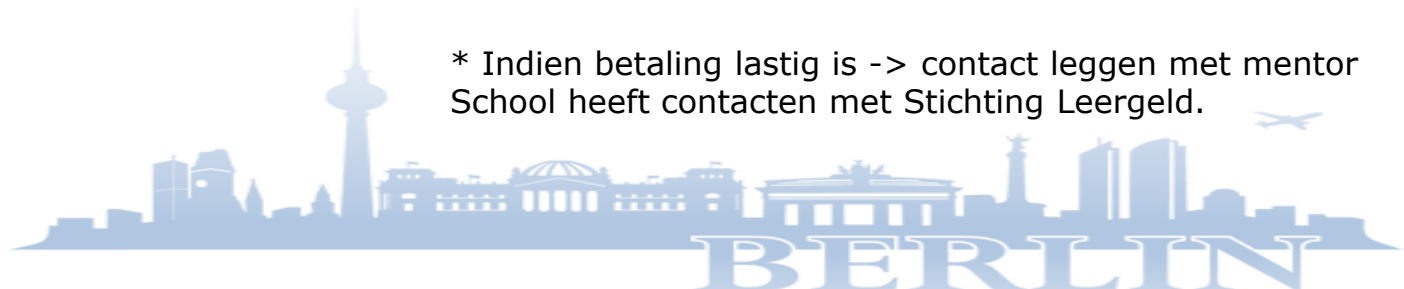 * Indien betaling lastig is -> contact leggen met mentor
School heeft contacten met Stichting Leergeld.
BERLIN